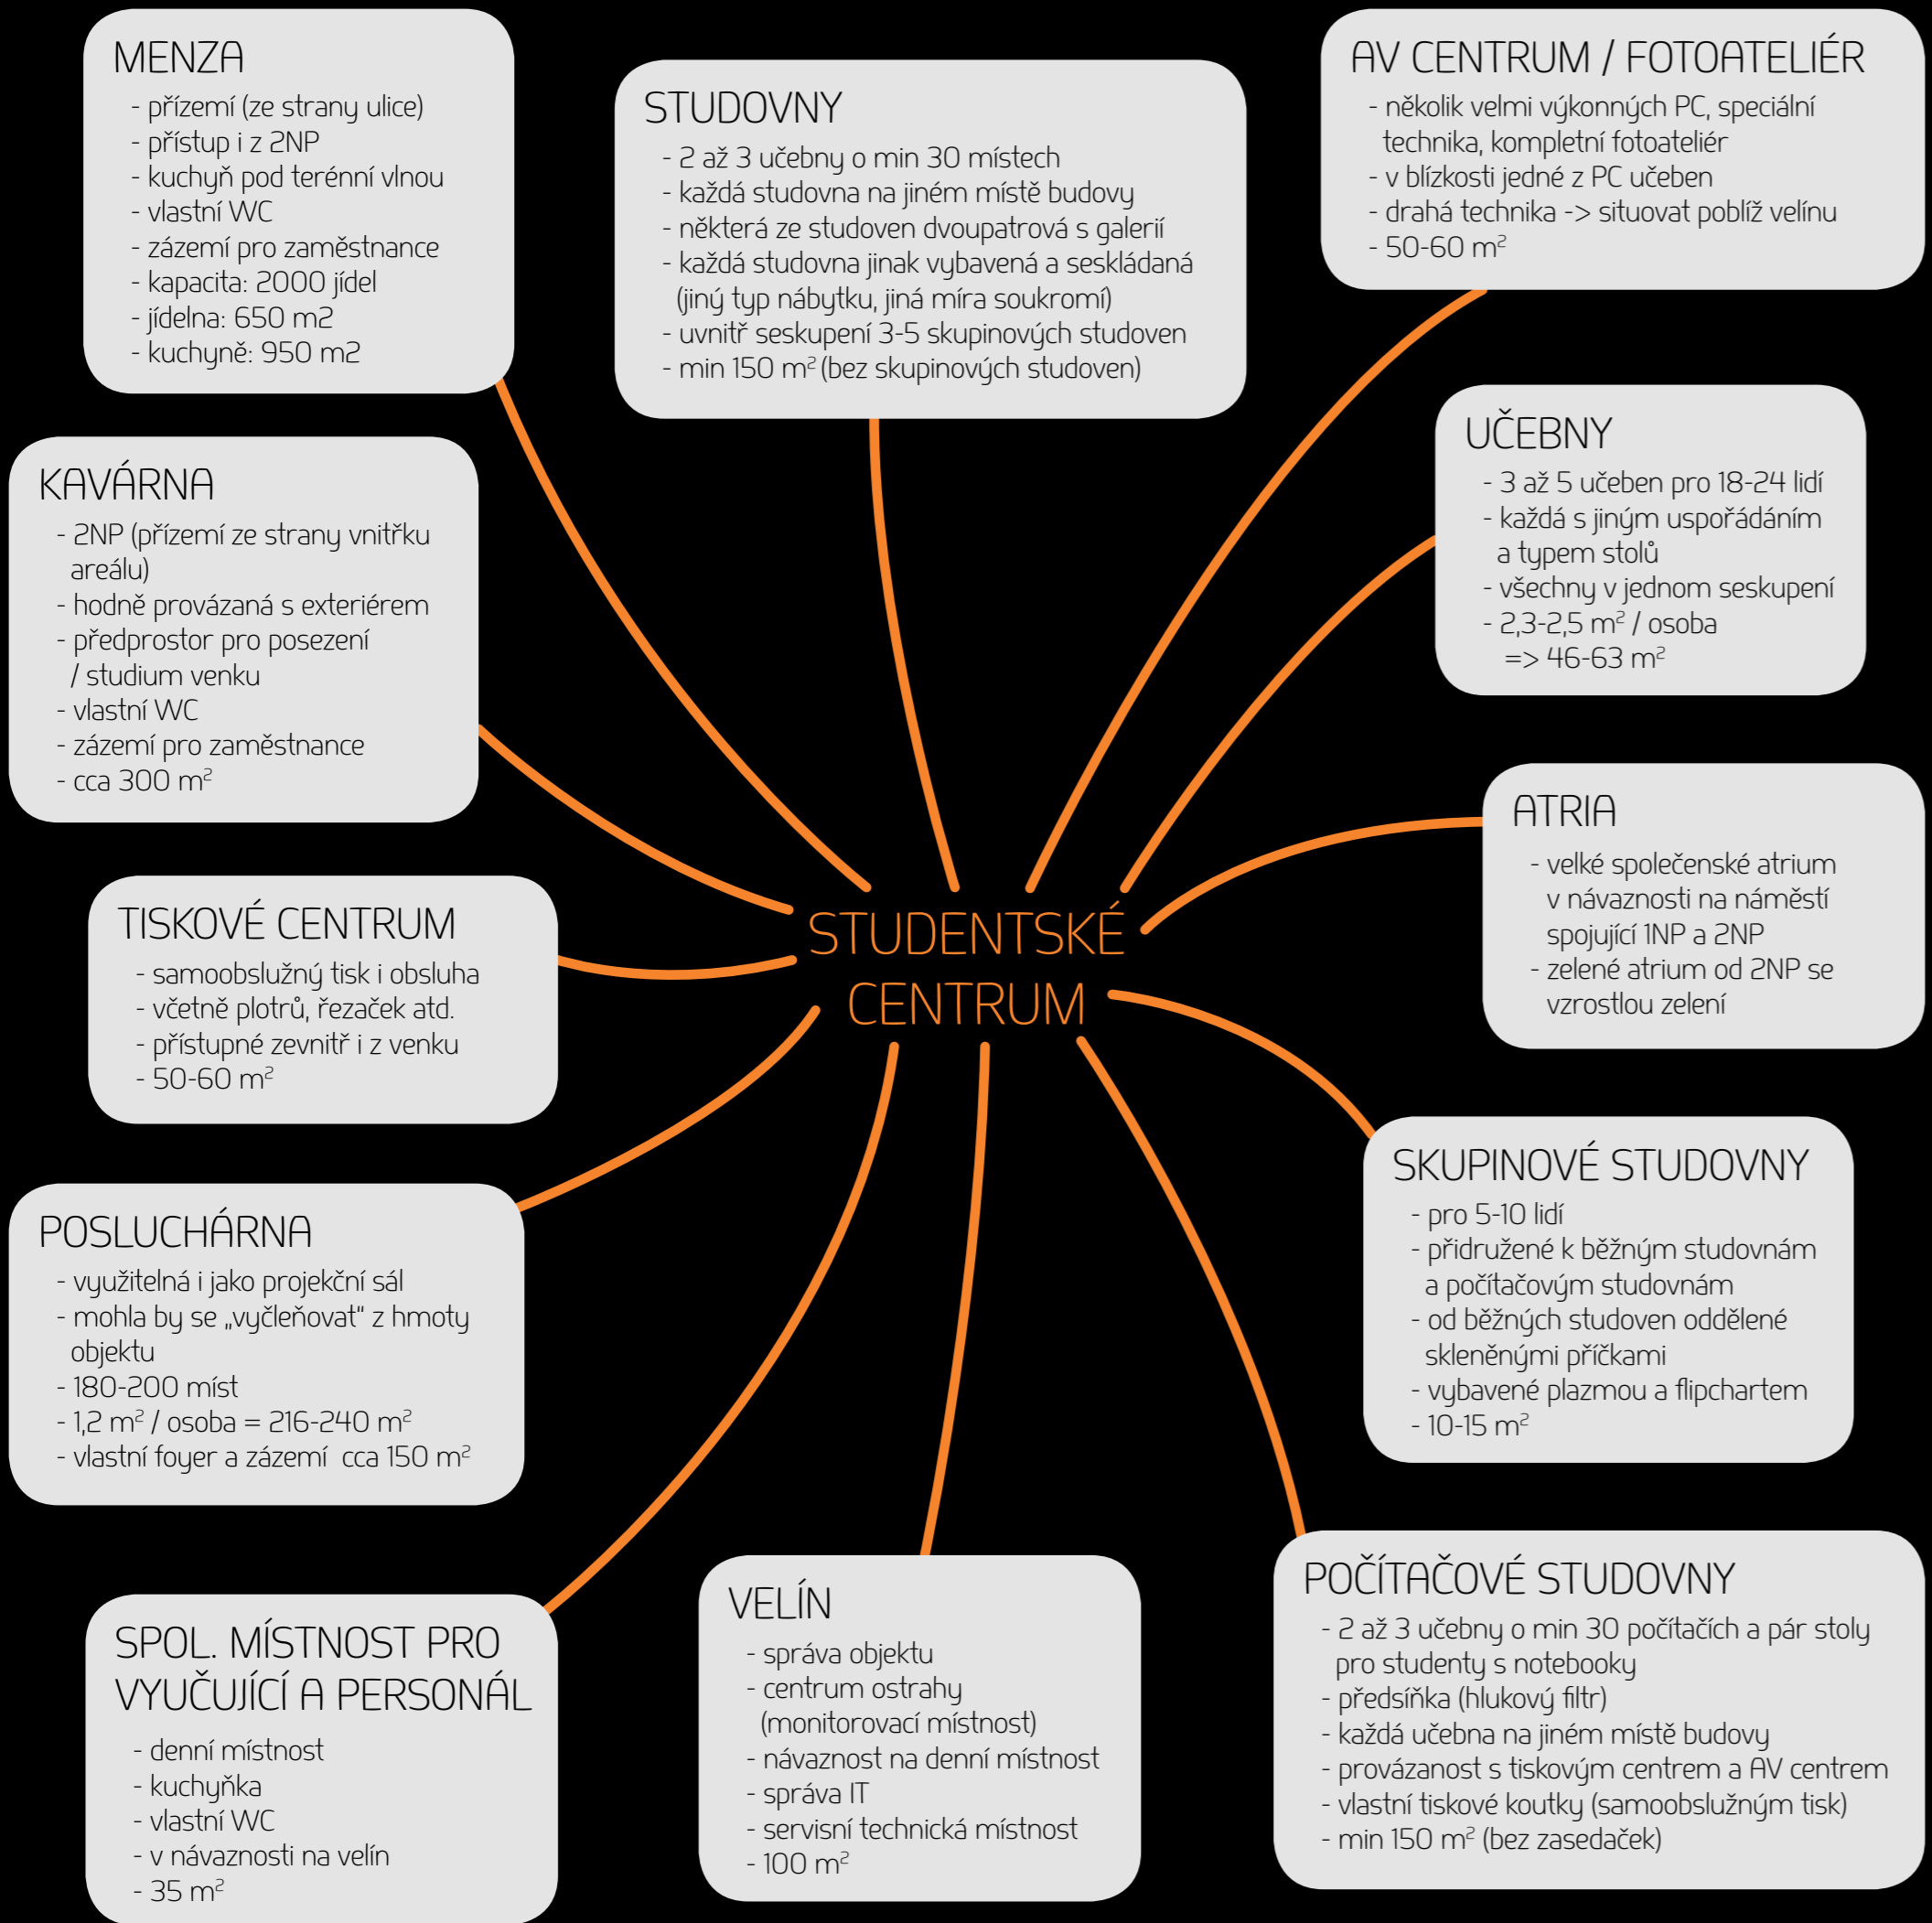 MENZA
- přízemí (ze strany ulice)
- přístup i z 2NP
- kuchyň pod terénní vlnou
- vlastní WC
- zázemí pro zaměstnance
- kapacita: 2000 jídel
- jídelna: 650 m2
- kuchyně: 950 m2
STUDOVNY
- 2 až 3 učebny o min 30 místech
- každá studovna na jiném místě budovy
- některá ze studoven dvoupatrová s galerií
- každá studovna jinak vybavená a seskládaná
(jiný typ nábytku, jiná míra soukromí)
- uvnitř seskupení 3-5 skupinových studoven
- min 150 m² (bez skupinových studoven)
AV CENTRUM / FOTOATELIÉR
- několik velmi výkonných PC, speciální
technika, kompletní fotoateliér
- v blízkosti jedné z PC učeben
- drahá technika -> situovat poblíž velínu
- 50-60 m²
UČEBNY
- 3 až 5 učeben pro 18-24 lidí
- každá s jiným uspořádáním
a typem stolů
- všechny v jednom seskupení
- 2,3-2,5 m² / osoba
=> 46-63 m²
KAVÁRNA
- 2NP (přízemí ze strany vnitřku
areálu)
- hodně provázaná s exteriérem
- předprostor pro posezení
/ studium venku
- vlastní WC
- zázemí pro zaměstnance
- cca 300 m²
ATRIA
- velké společenské atrium
v návaznosti na náměstí
spojující 1NP a 2NP
- zelené atrium od 2NP se
vzrostlou zelení
TISKOVÉ CENTRUM
- samoobslužný tisk i obsluha
- včetně plotrů, řezaček atd.
- přístupné zevnitř i z venku
- 50-60 m²
STUDENTSKÉ
CENTRUM
SKUPINOVÉ STUDOVNY
- pro 5-10 lidí
- přidružené k běžným studovnám
a počítačovým studovnám
- od běžných studoven oddělené
skleněnými příčkami
- vybavené plazmou a flipchartem
- 10-15 m²
POSLUCHÁRNA
- využitelná i jako projekční sál
- mohla by se „vyčleňovat" z hmoty
objektu
- 180-200 míst
- 1,2 m² / osoba = 216-240 m²
- vlastní foyer a zázemí cca 150 m²
SPOL. MÍSTNOST PRO
VYUČUJÍCÍ A PERSONÁL
- denní místnost
- kuchyňka
- vlastní WC
- v návaznosti na velín
- 35 m²
VELÍN
- správa objektu
- centrum ostrahy
(monitorovací místnost)
- návaznost na denní místnost
- správa IT
- servisní technická místnost
- 100 m²
POČÍTAČOVÉ STUDOVNY
- 2 až 3 učebny o min 30 počítačích a pár stoly
pro studenty s notebooky
- předsíňka (hlukový filtr)
- každá učebna na jiném místě budovy
- provázanost s tiskovým centrem a AV centrem
- vlastní tiskové koutky (samoobslužným tisk)
- min 150 m² (bez zasedaček)